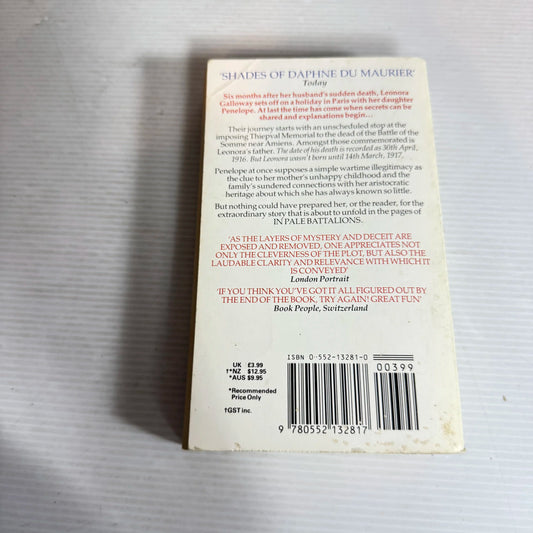 'SHADES OF DAPHNE DU MAURIER'
Today
Six months after her husband's sudden death, Leonora
Galloway sets off on a holiday in Paris with her daughter
Penelope. At last the time has come when secrets can be
shared and explanations begin…
Their journey starts with an unscheduled stop at the
imposing Thiepval Memorial to the dead of the Battle of the
Somme near Amiens. Amongst those commemorated is
Leonora's father. The date of his death is recorded as 30th April,
1916. But Leonora wasn't born until 14th March, 1917.
Penelope at once supposes a simple wartime illegitimacy as
the clue to her mother's unhappy childhood and the
family's sundered connections with her aristocratic
heritage about which she has always known so little.
But nothing could have prepared her, or the reader, for the
extraordinary story that is about to unfold in the pages of
IN PALE BATTALIONS.
'AS THE LAYERS OF MYSTERY AND DECEIT ARE
EXPOSED AND REMOVED, ONE APPRECIATES NOT
ONLY THE CLEVERNESS OF THE PLOT, BUT ALSO THE
LAUDABLE CLARITY AND RELEVANCE WITH WHICH IT
IS CONVEYED'
London Portrait
'IF YOU THINK YOU'VE GOT IT ALL FIGURED OUT BY
THE END OF THE BOOK, TRY AGAIN! GREAT FUN'
Book People, Switzerland
UK £3.99
†*NZ $12.95
*AUS $9.95
*Recommended
Price Only
†GST inc.
ISBN 0-552-13281-0
00399
9 780552 132817